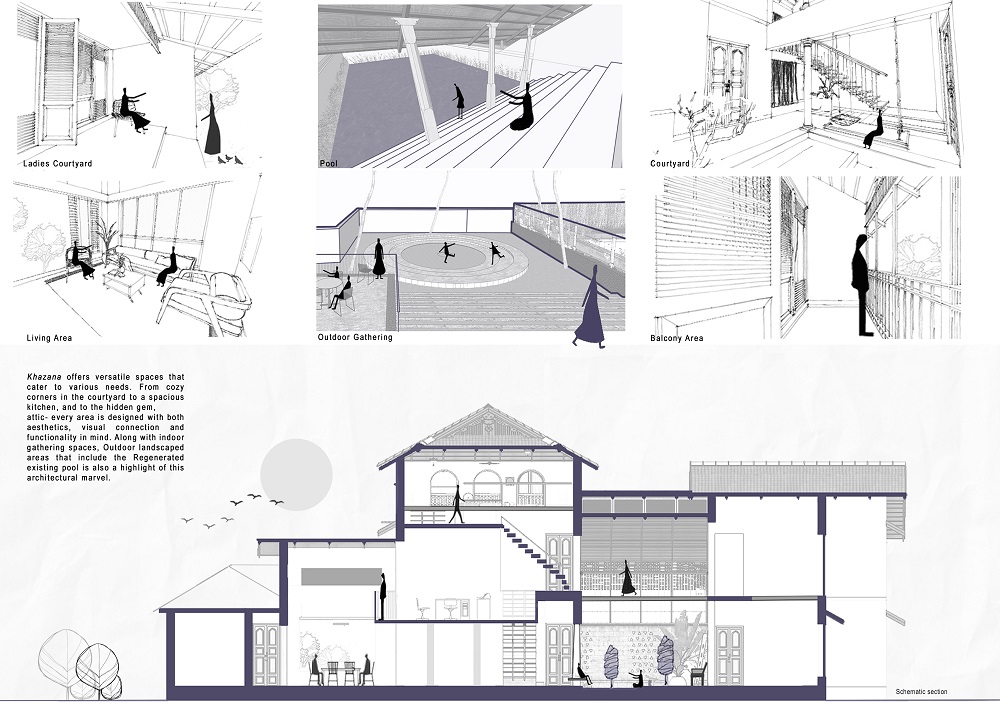 Ladies Courtyard
Pool
Courtyard
Living Area
Outdoor Gathering
Balcony Area
Khazana offers versatile spaces that
cater to various needs. From cozy
corners in the courtyard to a spacious
kitchen, and to the hidden gem,
attic- every area is designed with both
aesthetics, visual connection and
functionality in mind. Along with indoor
gathering spaces, Outdoor landscaped
areas that include the Regenerated
existing pool is also a highlight of this
architectural marvel.
Schematic section